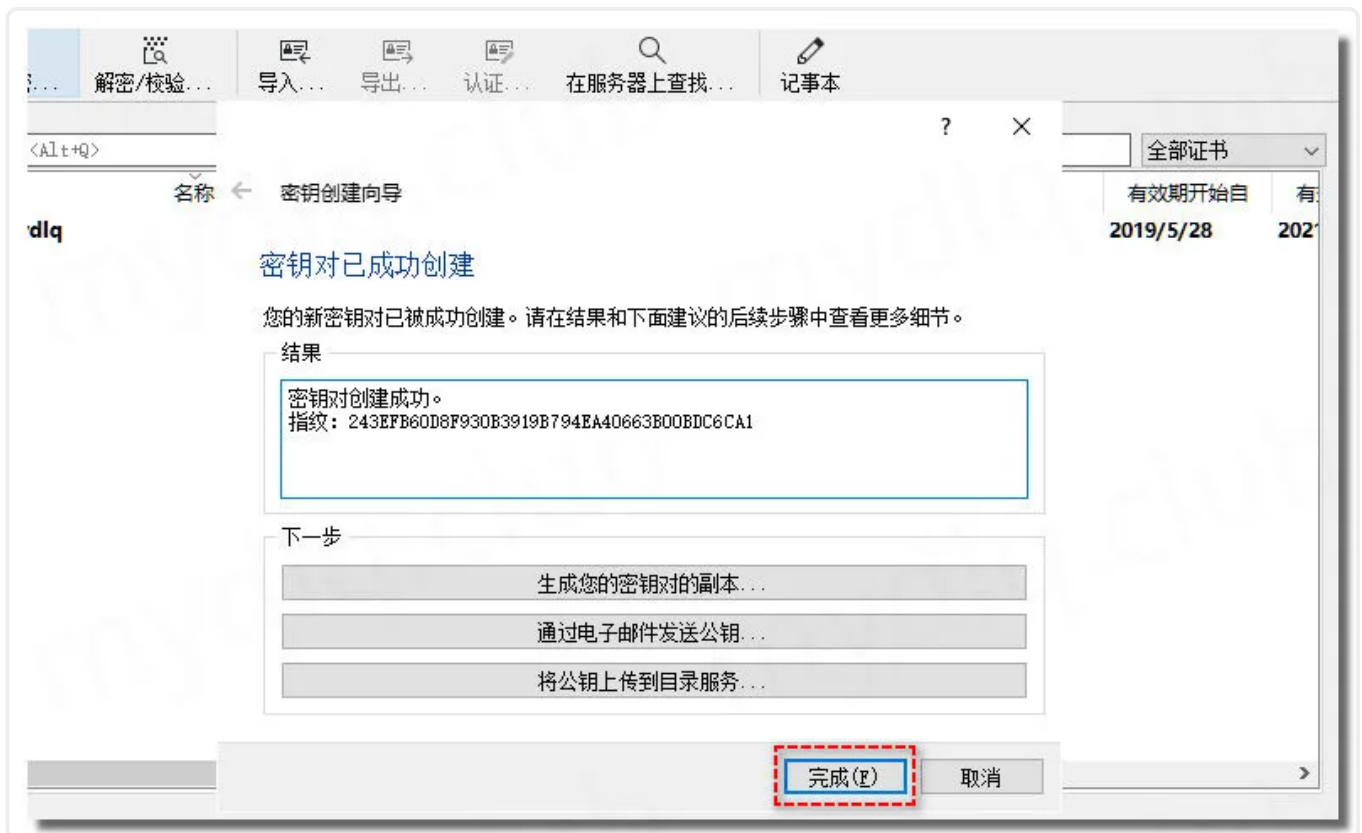 解密/校验...
导入...
导出...
认证...
在服务器上查找...
记事本
<Alt+Q>
全部证书
名称
有效期开始自
dlq
2019/5/28
密钥创建向导
密钥对已成功创建
您的新密钥对已被成功创建。请在结果和下面建议的后续步骤中查看更多细节。
结果
密钥对创建成功。
指纹: 243EFB60D8F930B3919B794EA40663B00BDC6CA1
下一步
生成您的密钥对的副本...
通过电子邮件发送公钥...
将公钥上传到目录服务...
完成(F)
取消